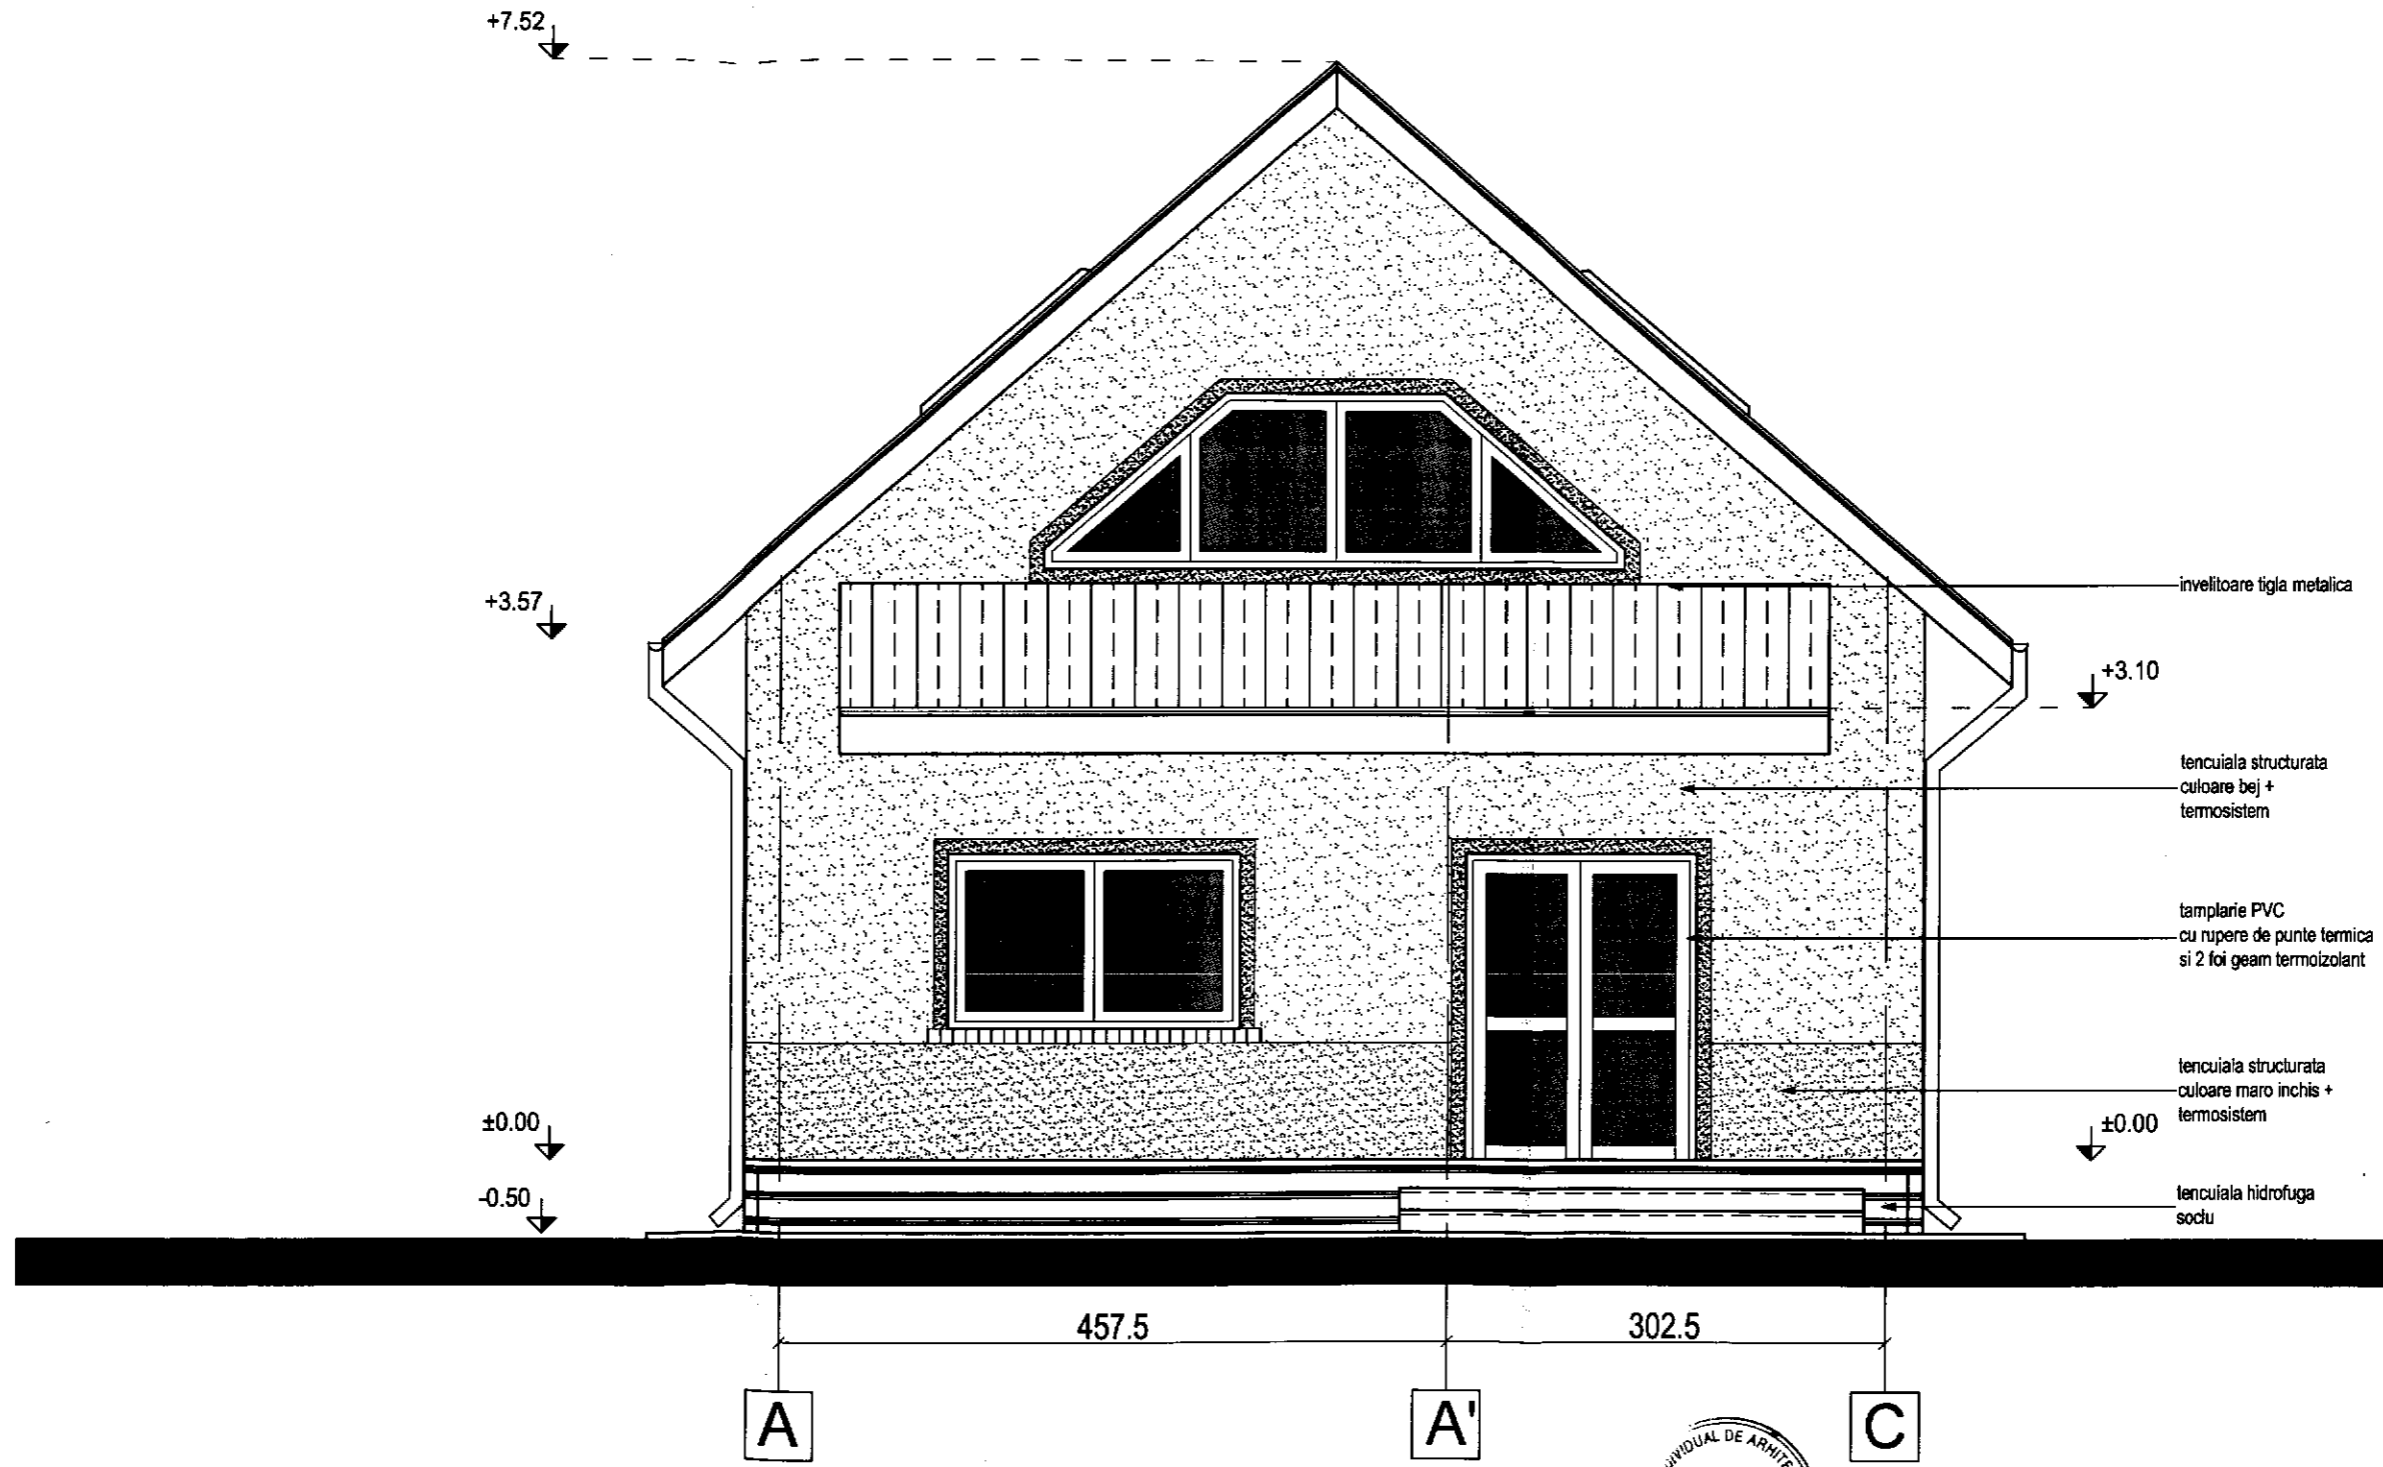 +7.52
+3.57
invelitoare tigla metalica
+3.10
tencuiala structurata
culoare bej +
termosistem
tamplarie PVC
cu rupere de punte termica
si 2 foi geam termoizolant
tencuiala structurata
culoare maro inchis +
termosistem
±0.00
±0.00
-0.50
tencuiala hidrofuga
soclu
457.5
302.5
A
A'
C
DE